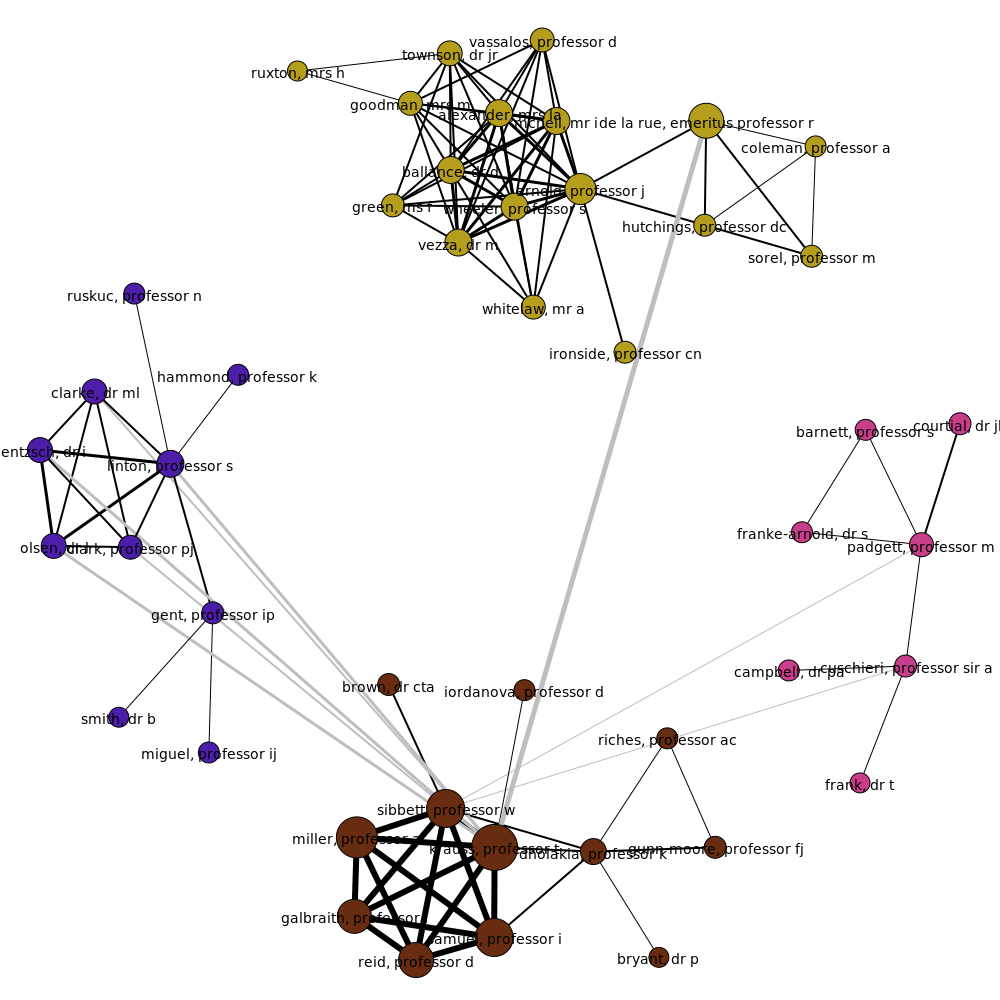 vassalos, professor d
townson, dr jr
ruxton, mrs h
goodman, mrs m
alexander, mrs la
mcneil, mr i
de la rue, emeritus professor r
coleman, professor a
ballance, dr d
arnold, professor j
green, ms f
wheeler, professor s
hutchings, professor dc
vezza, dr m
sorel, professor m
ruskuc, professor n
whitelaw, mr a
ironside, professor cn
hammond, professor k
clarke, dr ml
courtial, dr
barnett, professor s
entzsch, dr i
linton, professor s
franke-arnold, dr s
padgett, professor m
olsen,
clark, professor pj
gent, professor ip
campbell, dr pa
cuschieri, professor sir a
brown, dr cta
iordanova, professor d
smith, dr b
riches, professor ac
miguel, professor ij
frank, dr t
sibbett, professor w
miller, professor a
krauss, professor t
dholakia, professor k
gunn-moore, professor fj
galbraith, professor
samuel, professor i
reid, professor d
bryant, dr p